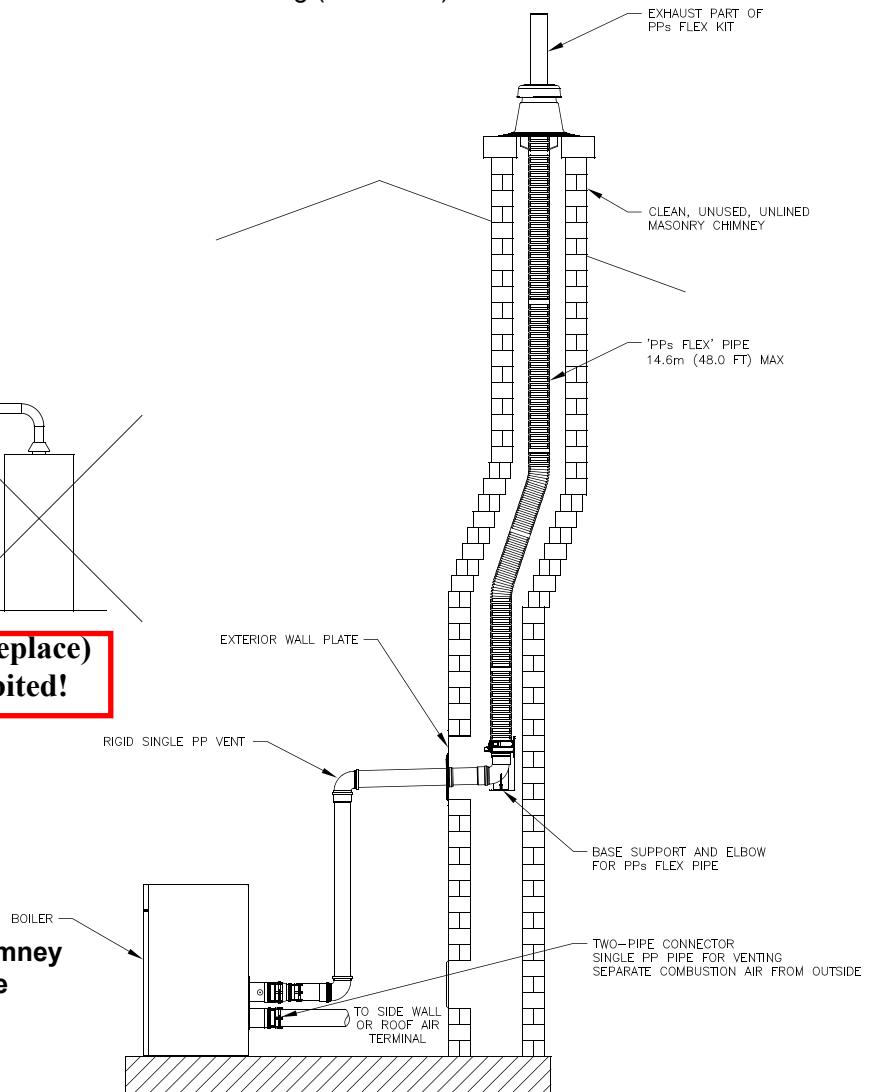 EXHAUST PART OF
PPs FLEX KIT
CLEAN, UNUSED, UNLINED
MASONRY CHIMNEY
'PPs FLEX' PIPE
14.6m (48.0 FT) MAX
EXTERIOR WALL PLATE
RIGID SINGLE PP VENT
BASE SUPPORT AND ELBOW
FOR PPs FLEX PIPE
BOILER
TWO-PIPE CONNECTOR
SINGLE PP PIPE FOR VENTING
SEPARATE COMBUSTION AIR FROM OUTSIDE
TO SIDE WALL
OR ROOF AIR
TERMINAL